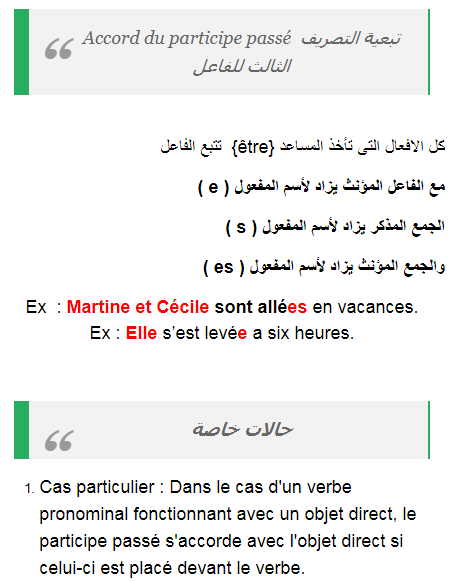 Accord du participe passé تبعية التصريف
الثالث للفاعل
كل الافعال التى تأخذ المساعد {être} تتبع الفاعل
مع الفاعل المؤنث يزاد لأسم المفعول ( e )
الجمع المذكر يزاد لأسم المفعول ( s )
والجمع المؤنث يزاد لأسم المفعول ( es )
Ex : Martine et Cécile sont allées en vacances.
Ex : Elle s’est levée a six heures.
حالات خاصة
1. Cas particulier : Dans le cas d'un verbe
pronominal fonctionnant avec un objet direct, le
participe passé s'accorde avec l'objet direct si
celui-ci est placé devant le verbe.